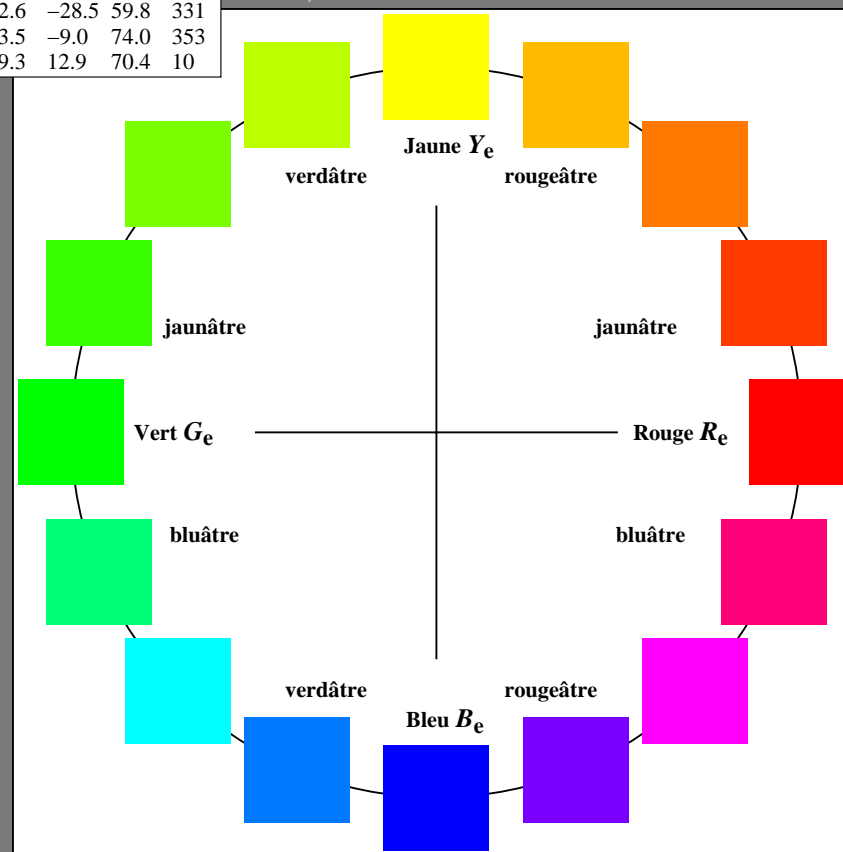 2.6 −28.5 59.8 331
3.5 −9.0 74.0 353
9.3 12.9 70.4 10
Jaune Yₑ
verdâtre rougeâtre
jaunâtre jaunâtre
Vert Gₑ Rouge Rₑ
bluâtre bluâtre
verdâtre rougeâtre
Bleu Bₑ